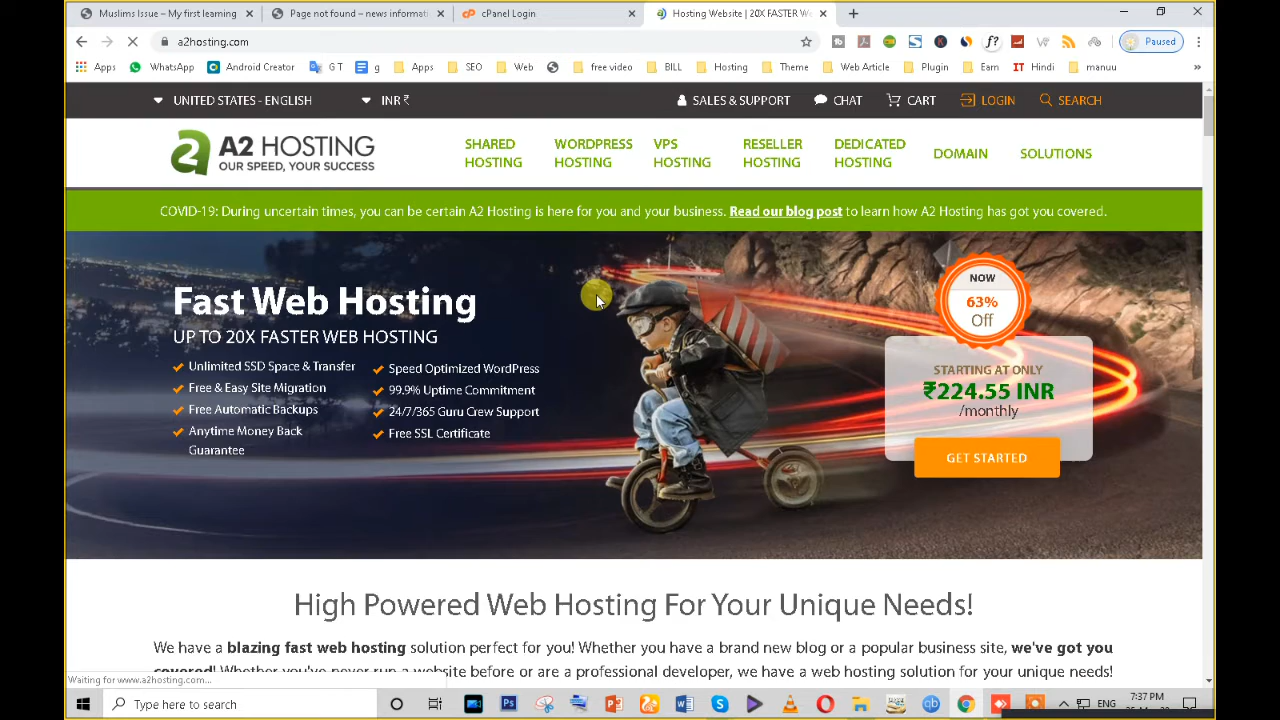 Muslims Issue – My first learning
Page not found – news informati
cPanel Login
Hosting Website | 20X FASTER W
a2hosting.com
Paused
Apps
WhatsApp
Android Creator
G T
g
Apps
SEO
Web
free video
BILL
Hosting
Theme
Web Article
Plugin
Earn
Hindi
manuu
UNITED STATES - ENGLISH
INR ₹
SALES & SUPPORT
CHAT
CART
LOGIN
SEARCH
A2 HOSTING
OUR SPEED, YOUR SUCCESS
SHARED HOSTING
WORDPRESS HOSTING
VPS HOSTING
RESELLER HOSTING
DEDICATED HOSTING
DOMAIN
SOLUTIONS
COVID-19: During uncertain times, you can be certain A2 Hosting is here for you and your business. Read our blog post to learn how A2 Hosting has got you covered.
Fast Web Hosting
UP TO 20X FASTER WEB HOSTING
Unlimited SSD Space & Transfer
Free & Easy Site Migration
Free Automatic Backups
Anytime Money Back
Guarantee
Speed Optimized WordPress
99.9% Uptime Commitment
24/7/365 Guru Crew Support
Free SSL Certificate
NOW
63%
Off
STARTING AT ONLY
₹224.55 INR
/monthly
GET STARTED
High Powered Web Hosting For Your Unique Needs!
We have a blazing fast web hosting solution perfect for you! Whether you have a brand new blog or a popular business site, we've got you
covered! Whether you've never run a website before or are a professional developer, we have a web hosting solution for your unique needs!
Waiting for www.a2hosting.com...
Type here to search
ENG
7:37 PM